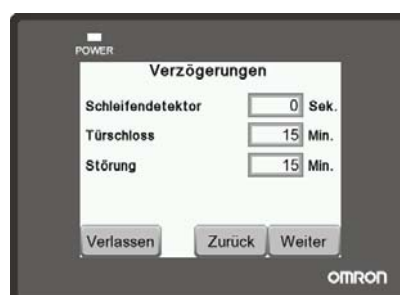 POWER
Verzögerungen
Schleifendetektor 0 Sek.
Türschloss 15 Min.
Störung 15 Min.
Verlassen Zurück Weiter
OMRON